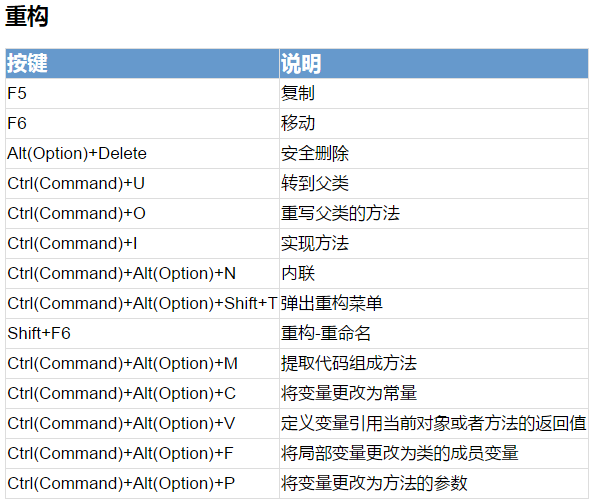 重构
按键 说明
F5 复制
F6 移动
Alt(Option)+Delete 安全删除
Ctrl(Command)+U 转到父类
Ctrl(Command)+O 重写父类的方法
Ctrl(Command)+I 实现方法
Ctrl(Command)+Alt(Option)+N 内联
Ctrl(Command)+Alt(Option)+Shift+T 弹出重构菜单
Shift+F6 重构-重命名
Ctrl(Command)+Alt(Option)+M 提取代码组成方法
Ctrl(Command)+Alt(Option)+C 将变量更改为常量
Ctrl(Command)+Alt(Option)+V 定义变量引用当前对象或者方法的返回值
Ctrl(Command)+Alt(Option)+F 将局部变量更改为类的成员变量
Ctrl(Command)+Alt(Option)+P 将变量更改为方法的参数